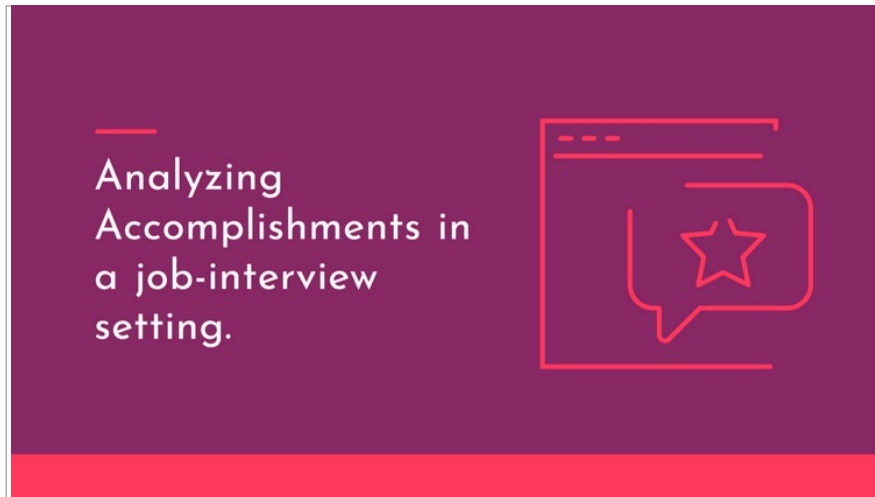 Analyzing
Accomplishments in
a job-interview
setting.